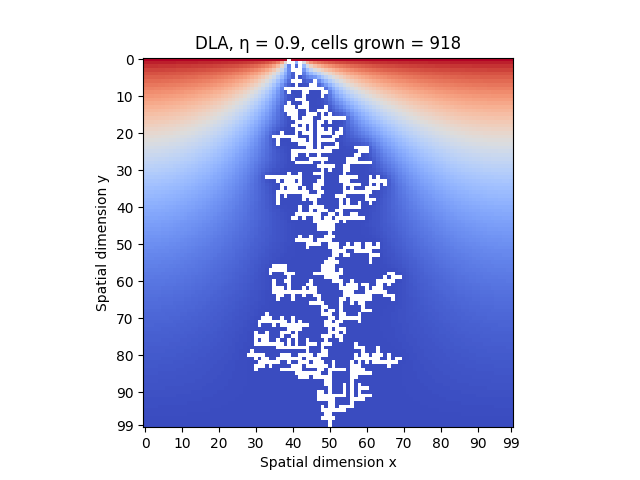 DLA, η = 0.9, cells grown = 918
0
10
20
30
40
50
60
70
80
90
99
Spatial dimension y
0 10 20 30 40 50 60 70 80 90 99
Spatial dimension x